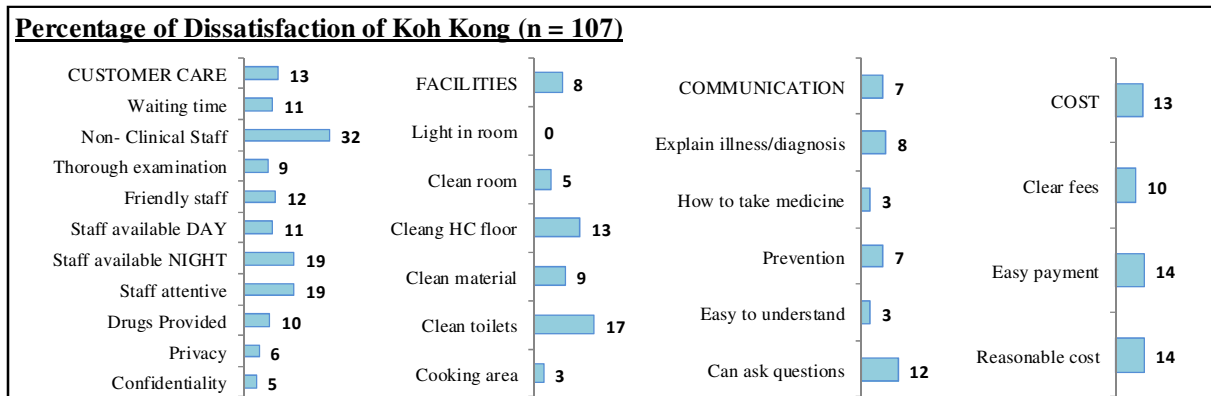 Percentage of Dissatisfaction of Koh Kong (n = 107)
CUSTOMER CARE 13
Waiting time 11
Non- Clinical Staff 32
Thorough examination 9
Friendly staff 12
Staff available DAY 11
Staff available NIGHT 19
Staff attentive 19
Drugs Provided 10
Privacy 6
Confidentiality 5
FACILITIES 8
Light in room 0
Clean room 5
Cleang HC floor 13
Clean material 9
Clean toilets 17
Cooking area 3
COMMUNICATION 7
Explain illness/diagnosis 8
How to take medicine 3
Prevention 7
Easy to understand 3
Can ask questions 12
COST 13
Clear fees 10
Easy payment 14
Reasonable cost 14